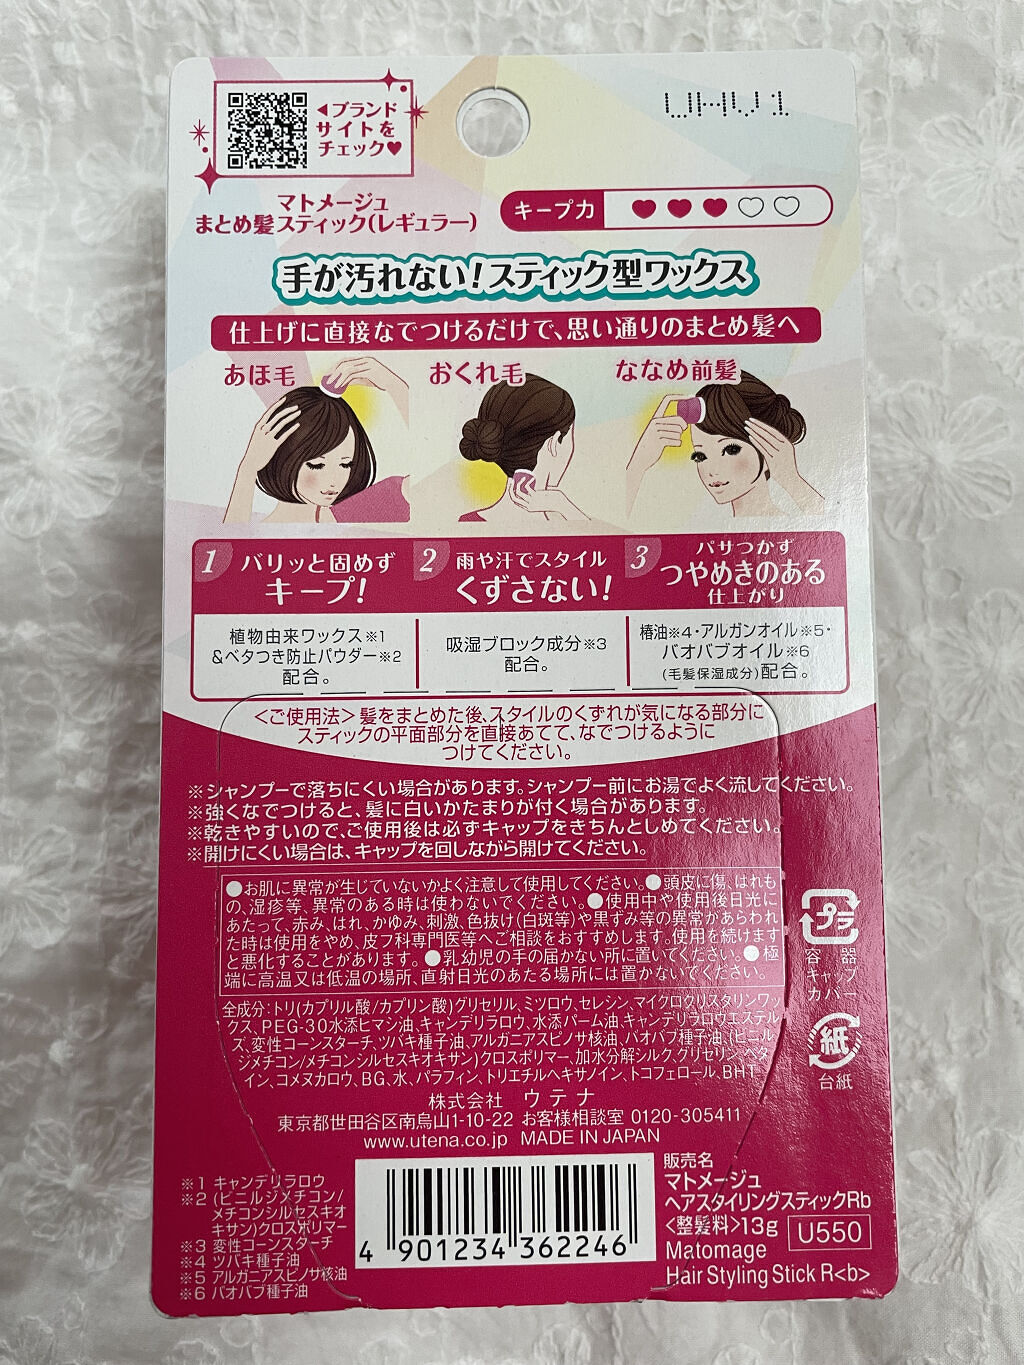 ◀ブランド
サイトを
チェック♥
UHV1
マトメージュ
まとめ髪スティック(レギュラー)
キープ力
手が汚れない!スティック型ワックス
仕上げに直接なでつけるだけで、思い通りのまとめ髪へ
あほ毛
おくれ毛
ななめ前髪
1 バリッと固めず
キープ!
2 雨や汗でスタイル
くずさない!
3 パサつかず
つやめきのある
仕上がり
植物由来ワックス※1
&ベタつき防止パウダー※2
配合。
吸湿ブロック成分※3
配合。
椿油※4・アルガンオイル※5・
バオバブオイル※6
(毛髪保湿成分)配合。
<ご使用法>髪をまとめた後、スタイルのくずれが気になる部分に
スティックの平面部分を直接あてて、なでつけるように
つけてください。
※シャンプーで落ちにくい場合があります。シャンプー前にお湯でよく流してください。
※強くなでつけると、髪に白いかたまりが付く場合があります。
※乾きやすいので、ご使用後は必ずキャップをきちんとしめてください。
※開けにくい場合は、キャップを回しながら開けてください。
●お肌に異常が生じていないかよく注意して使用してください。●頭皮に傷、はれも
の、湿疹等、異常のある時は使わないでください。●使用中や使用後日光に
あたって、赤み、はれ、かゆみ、刺激、色抜け(白斑等)や黒ずみ等の異常があらわれ
た時は使用をやめ、皮フ科専門医等へご相談をおすすめします。使用を続けます
と悪化することがあります。●乳幼児の手の届かない所に置いてください。●極
端に高温又は低温の場所、直射日光のあたる場所には置かないでください。
プラ
容器
キャップ
カバー
紙
台紙
全成分:トリ(カプリル酸/カプリン酸)グリセリル、ミツロウ、セレシン、マイクロクリスタリンワッ
クス、PEG-30水添ヒマシ油、キャンデリラロウ、水添パーム油、キャンデリラロウエステル
ズ、変性コーンスターチ、ツバキ種子油、アルガニアスピノサ核油、バオバブ種子油、(ビニル
ジメチコン/メチコンシルセスキオキサン)クロスポリマー、加水分解シルク、グリセリン、ベタ
イン、コメヌカロウ、BG、水、パラフィン、トリエチルヘキサノイン、トコフェロール、BHT
株式会社 ウテナ
東京都世田谷区南烏山1-10-22 お客様相談室 0120-305411
www.utena.co.jp MADE IN JAPAN
※1 キャンデリラロウ
※2 (ビニルジメチコン/
メチコンシルセスキオ
キサン)クロスポリマー
※3 変性コーンスターチ
※4 ツバキ種子油
※5 アルガニアスピノサ核油
※6 バオバブ種子油
4 901234 362246
販売名
マトメージュ
ヘアスタイリングスティックRb
<整髪料>13g U550
Matomage
Hair Styling Stick R<b>